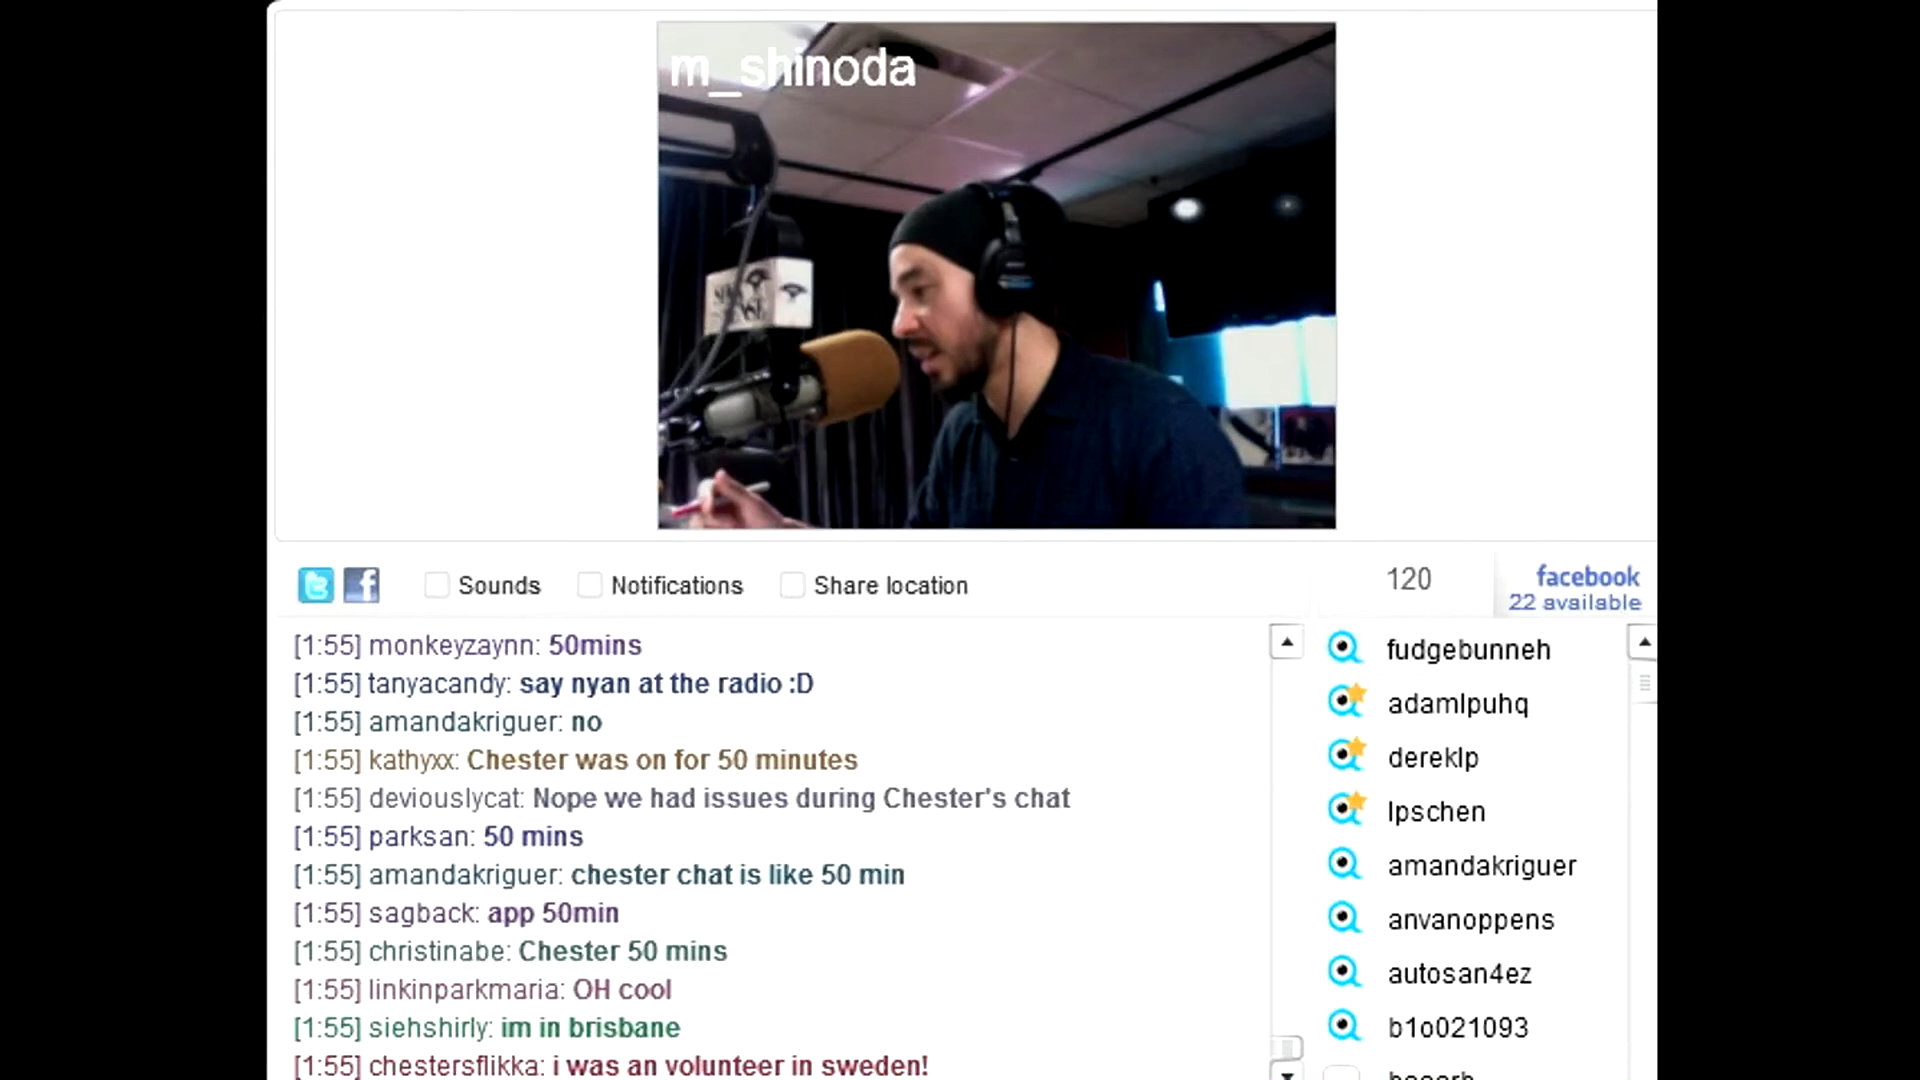 m_shinoda
Sounds Notifications Share location 120 facebook
22 available
[1:55] monkeyzaynn: 50mins
[1:55] tanyacandy: say nyan at the radio :D
[1:55] amandakriguer: no
[1:55] kathyxx: Chester was on for 50 minutes
[1:55] deviouslycat: Nope we had issues during Chester's chat
[1:55] parksan: 50 mins
[1:55] amandakriguer: chester chat is like 50 min
[1:55] sagback: app 50min
[1:55] christinabe: Chester 50 mins
[1:55] linkinparkmaria: OH cool
[1:55] siehshirly: im in brisbane
[1:55] chestersflikka: i was an volunteer in sweden!
fudgebunneh
adamlpuhq
dereklp
lpschen
amandakriguer
anvanoppens
autosan4ez
b1o021093